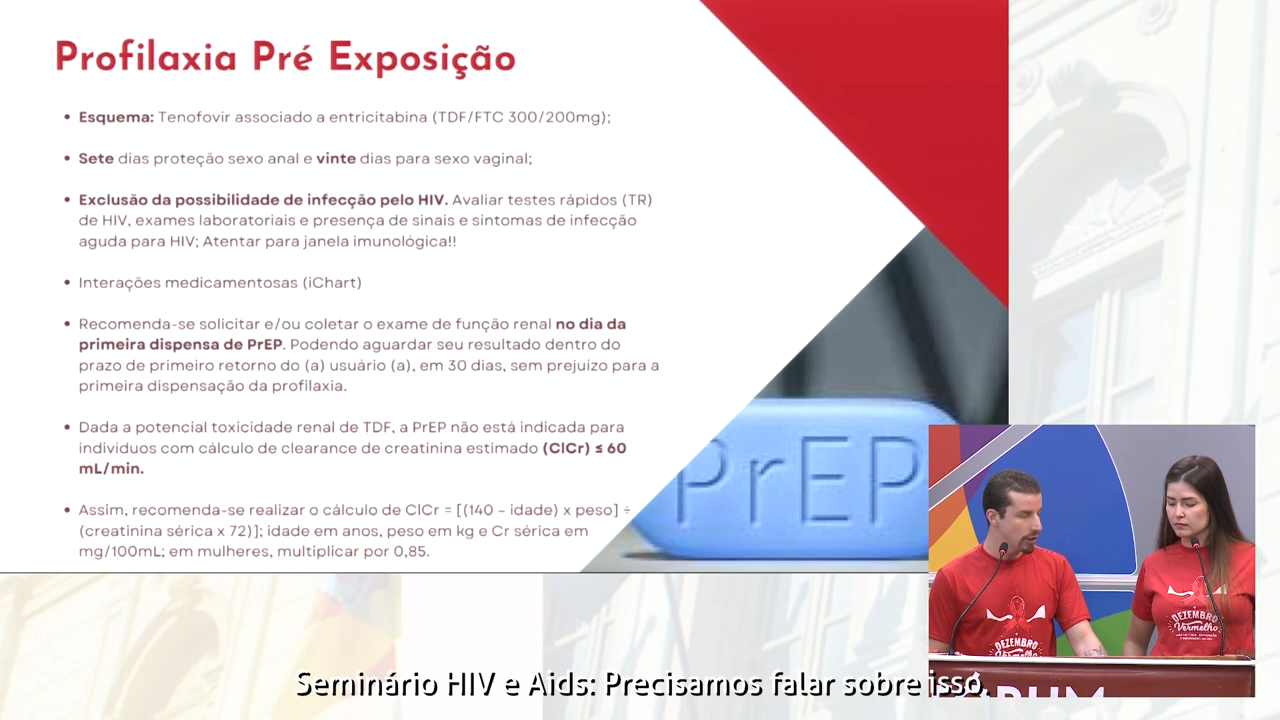 Profilaxia Pré Exposição
• Esquema: Tenofovir associado a entricitabina (TDF/FTC 300/200mg);
• Sete dias proteção sexo anal e vinte dias para sexo vaginal;
• Exclusão da possibilidade de infecção pelo HIV. Avaliar testes rápidos (TR)
de HIV, exames laboratoriais e presença de sinais e sintomas de infecção
aguda para HIV; Atentar para janela imunológica!!
• Interações medicamentosas (iChart)
• Recomenda-se solicitar e/ou coletar o exame de função renal no dia da
primeira dispensa de PrEP. Podendo aguardar seu resultado dentro do
prazo de primeiro retorno do (a) usuário (a), em 30 dias, sem prejuízo para a
primeira dispensação da profilaxia.
• Dada a potencial toxicidade renal de TDF, a PrEP não está indicada para
indivíduos com cálculo de clearance de creatinina estimado (ClCr) ≤ 60
mL/min.
• Assim, recomenda-se realizar o cálculo de ClCr = [(140 – idade) x peso] ÷
(creatinina sérica x 72)]; idade em anos, peso em kg e Cr sérica em
mg/100mL; em mulheres, multiplicar por 0,85.
PrEP
DEZEMBRO
Vermelho
DEZEMBRO
Vermelho
FÓRUM
Seminário HIV e Aids: Precisamos falar sobre isso.